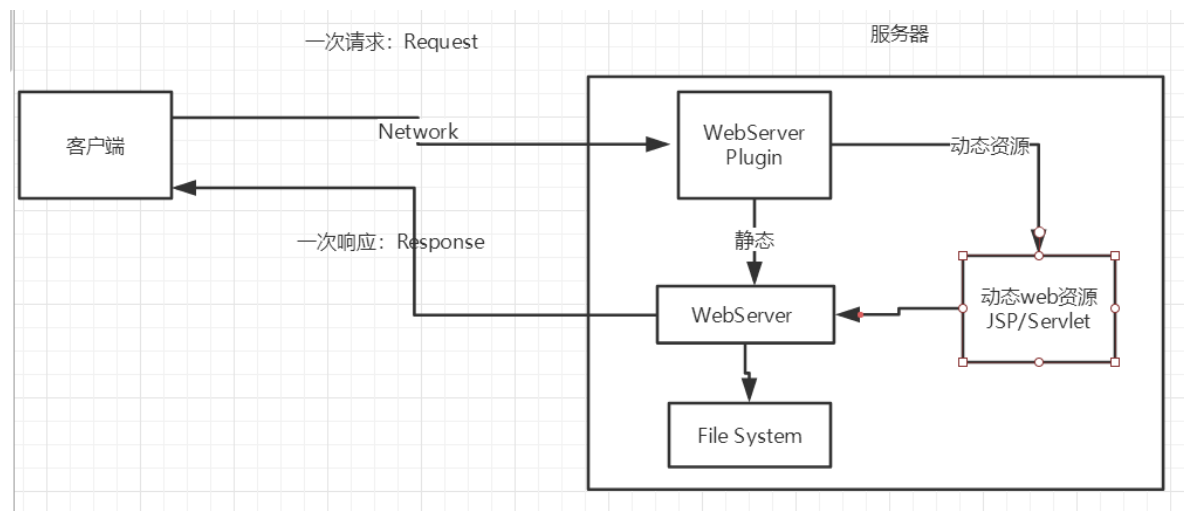 一次请求：Request
服务器
客户端
Network
WebServer
Plugin
动态资源
一次响应：Response
静态
动态web资源
JSP/Servlet
WebServer
File System